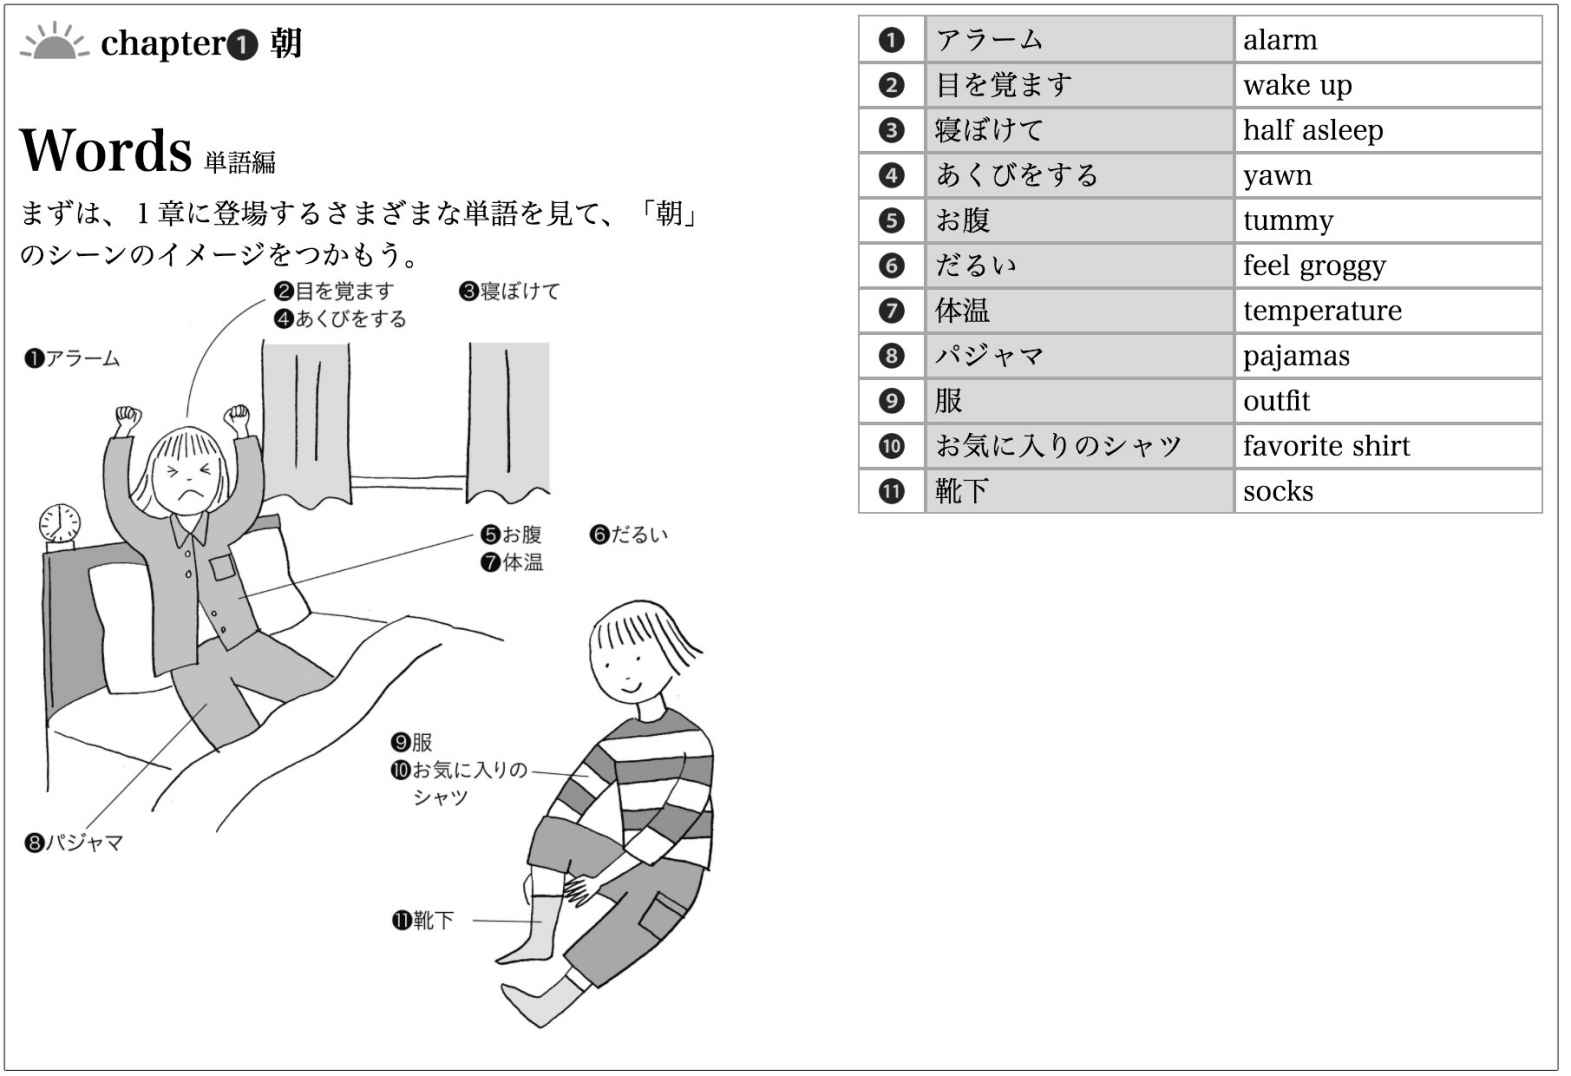 chapter❶ 朝
Words 単語編
まずは、1章に登場するさまざまな単語を見て、「朝」
のシーンのイメージをつかもう。
❷目を覚ます ❸寝ぼけて
❹あくびをする
❶アラーム
❺お腹 ❻だるい
❼体温
❾服
❿お気に入りの
シャツ
❽パジャマ
⓫靴下
❶ アラーム alarm
❷ 目を覚ます wake up
❸ 寝ぼけて half asleep
❹ あくびをする yawn
❺ お腹 tummy
❻ だるい feel groggy
❼ 体温 temperature
❽ パジャマ pajamas
❾ 服 outfit
❿ お気に入りのシャツ favorite shirt
⓫ 靴下 socks